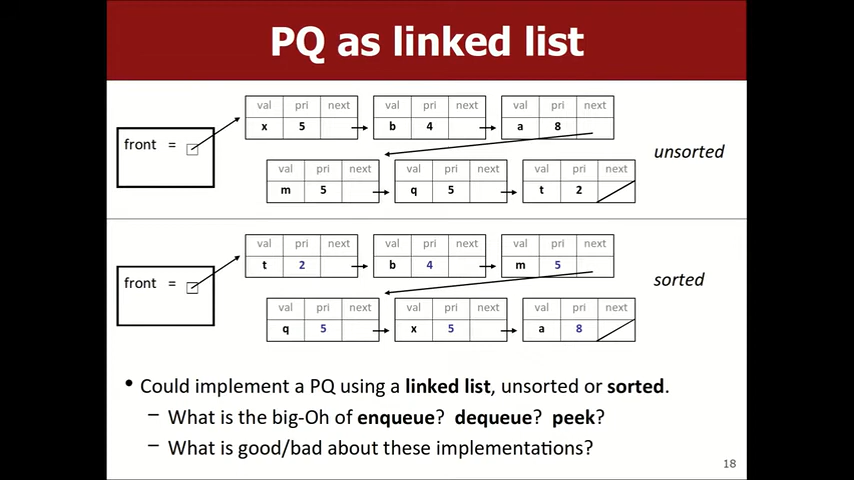 PQ as linked list
val pri next val pri next val pri next
x 5 b 4 a 8
front =
unsorted
val pri next val pri next val pri next
m 5 q 5 t 2
val pri next val pri next val pri next
t 2 b 4 m 5
front =
sorted
val pri next val pri next val pri next
q 5 x 5 a 8
• Could implement a PQ using a linked list, unsorted or sorted.
– What is the big-Oh of enqueue? dequeue? peek?
– What is good/bad about these implementations?
18